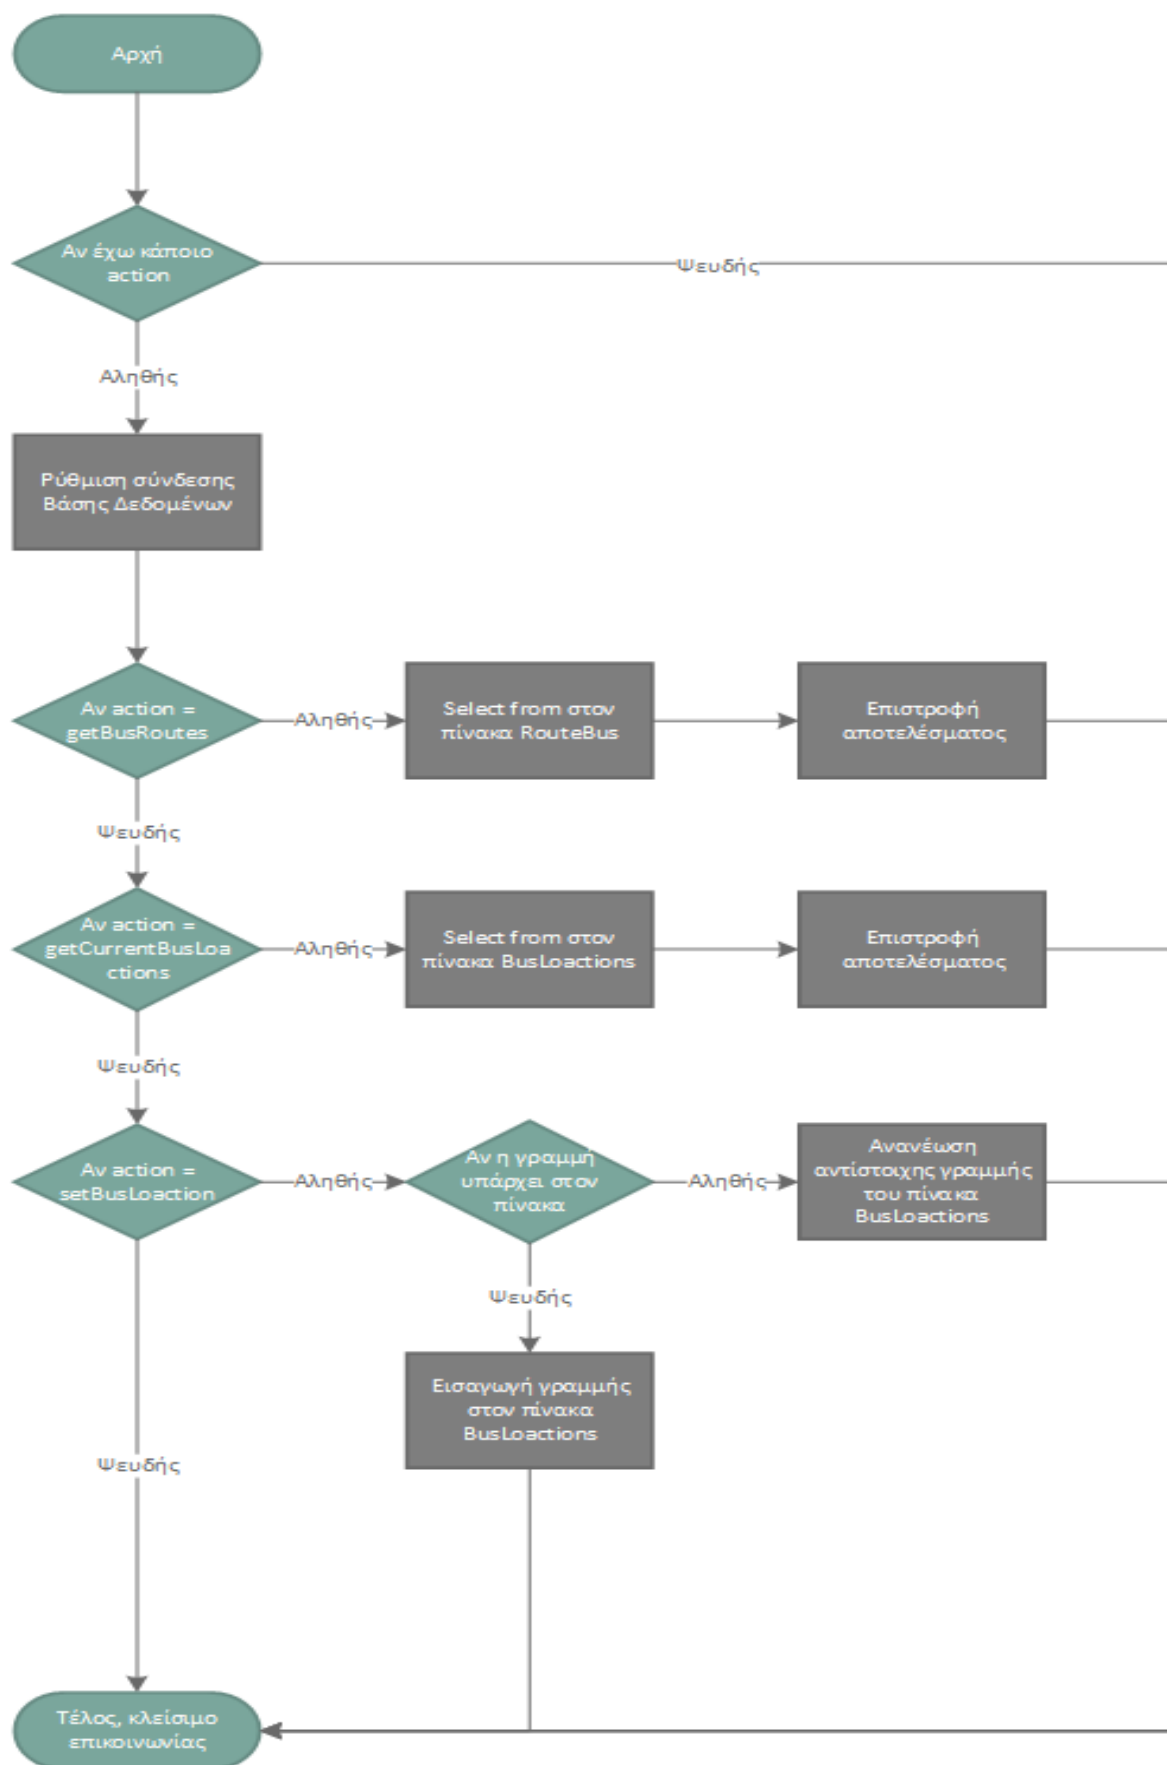 Αρχή
Αν έχω κάποιο
action
Ψευδής
Αληθής
Ρύθμιση σύνδεσης
Βάσης Δεδομένων
Αν action =
getBusRoutes
Αληθής
Select from στον
πίνακα RouteBus
Επιστροφή
αποτελέσματος
Ψευδής
Αν action =
getCurrentBusLoa
ctions
Αληθής
Select from στον
πίνακα BusLoactions
Επιστροφή
αποτελέσματος
Ψευδής
Αν action =
setBusLoaction
Αληθής
Αν η γραμμή
υπάρχει στον
πίνακα
Αληθής
Ανανέωση
αντίστοιχης γραμμής
του πίνακα
BusLoactions
Ψευδής
Εισαγωγή γραμμής
στον πίνακα
BusLoactions
Ψευδής
Τέλος, κλείσιμο
επικοινωνίας